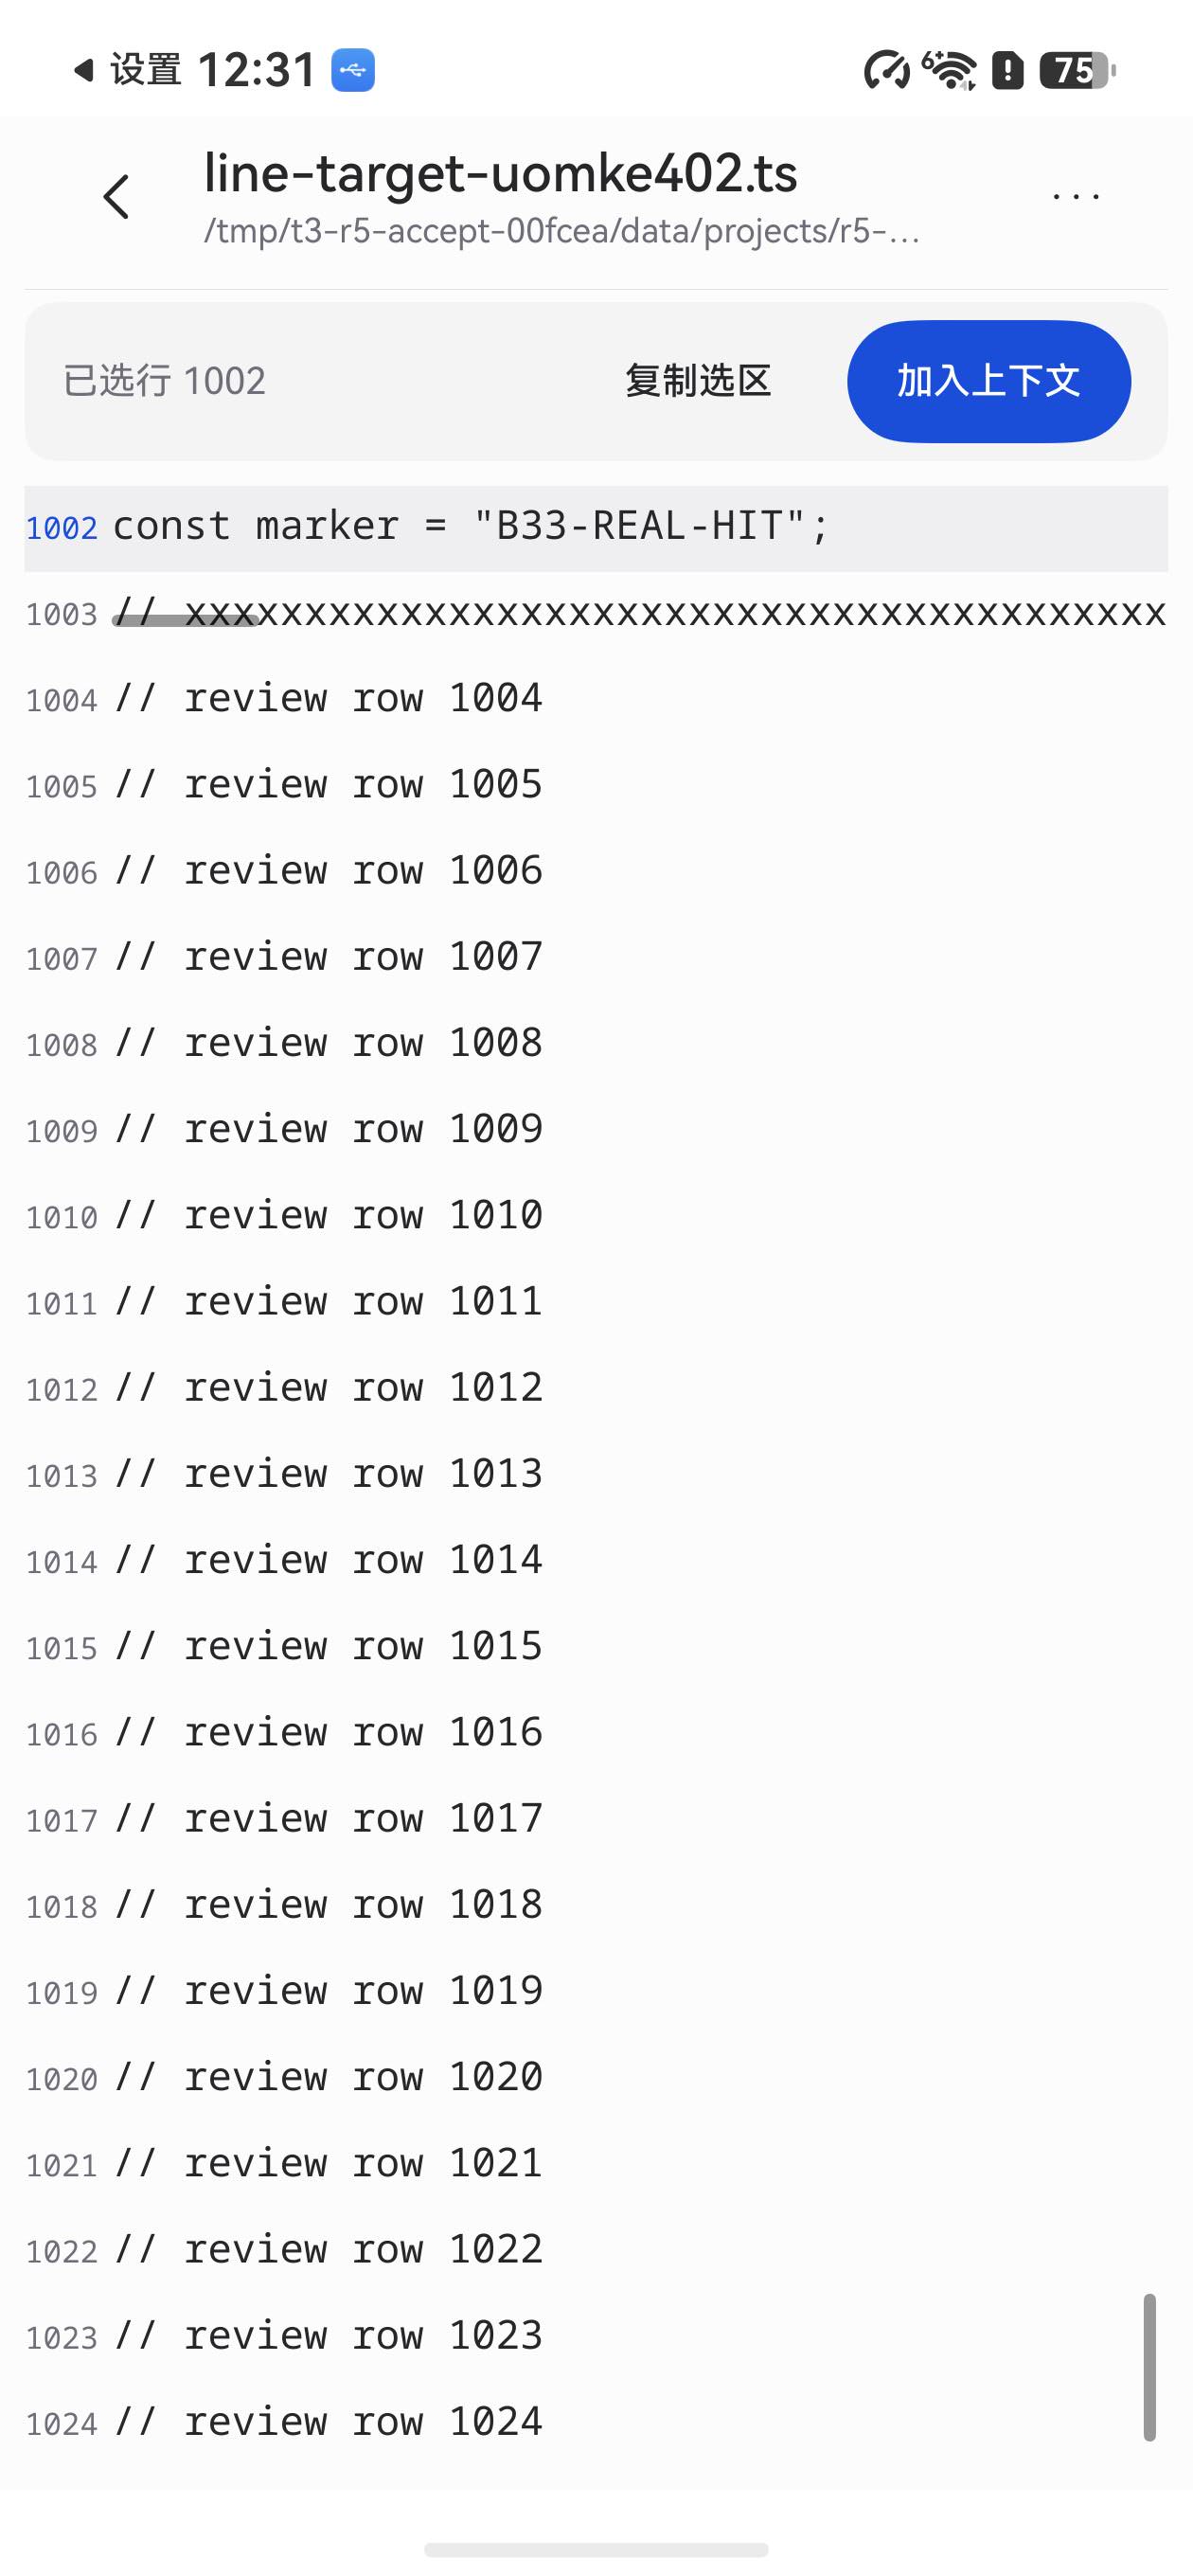 设置 12:31
6+ 75
line-target-uomke402.ts
/tmp/t3-r5-accept-00fcea/data/projects/r5-...
已选行 1002 复制选区 加入上下文
1002 const marker = "B33-REAL-HIT";
1003 // xxxxxxxxxxxxxxxxxxxxxxxxxxxxxxxxxxxxxxxxx
1004 // review row 1004
1005 // review row 1005
1006 // review row 1006
1007 // review row 1007
1008 // review row 1008
1009 // review row 1009
1010 // review row 1010
1011 // review row 1011
1012 // review row 1012
1013 // review row 1013
1014 // review row 1014
1015 // review row 1015
1016 // review row 1016
1017 // review row 1017
1018 // review row 1018
1019 // review row 1019
1020 // review row 1020
1021 // review row 1021
1022 // review row 1022
1023 // review row 1023
1024 // review row 1024